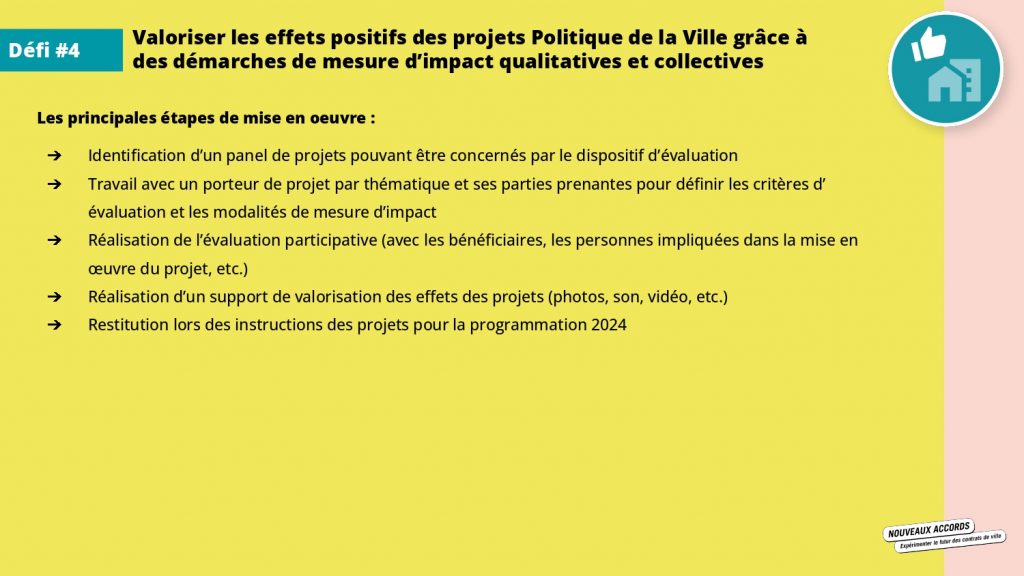 Défi #4
Valoriser les effets positifs des projets Politique de la Ville grâce à
des démarches de mesure d’impact qualitatives et collectives
Les principales étapes de mise en oeuvre :
➔ Identification d’un panel de projets pouvant être concernés par le dispositif d’évaluation
➔ Travail avec un porteur de projet par thématique et ses parties prenantes pour définir les critères d’
évaluation et les modalités de mesure d’impact
➔ Réalisation de l’évaluation participative (avec les bénéficiaires, les personnes impliquées dans la mise en
œuvre du projet, etc.)
➔ Réalisation d’un support de valorisation des effets des projets (photos, son, vidéo, etc.)
➔ Restitution lors des instructions des projets pour la programmation 2024
NOUVEAUX ACCORDS
Expérimenter le futur des contrats de ville